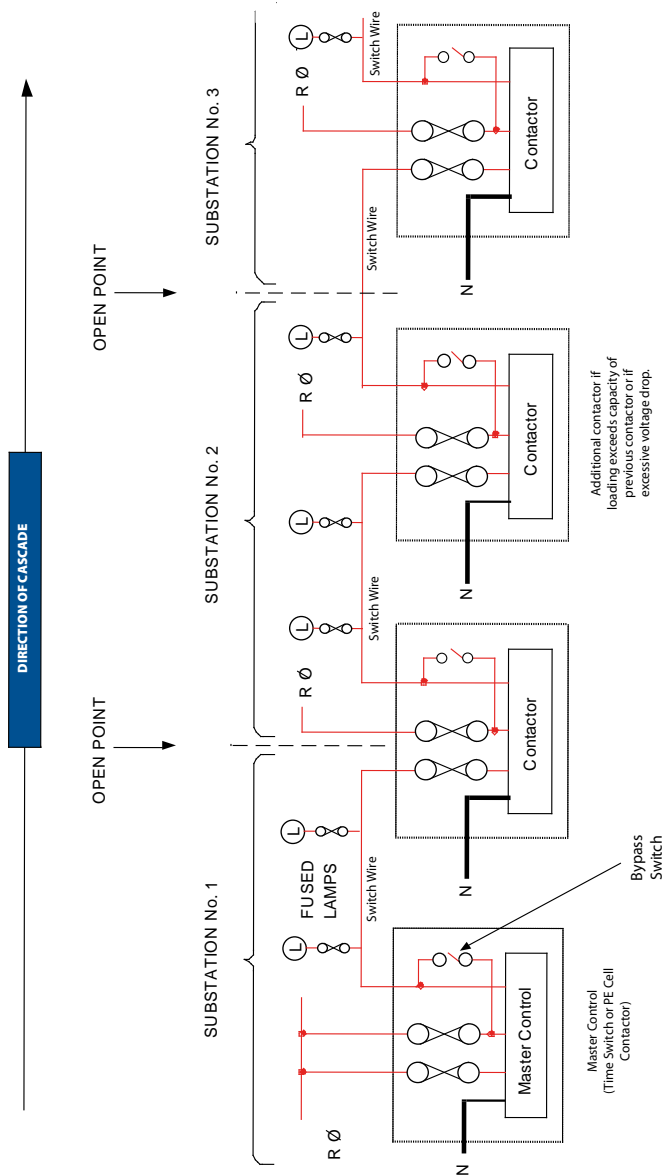 DIRECTION OF CASCADE
OPEN POINT
OPEN POINT
SUBSTATION No. 1
SUBSTATION No. 2
SUBSTATION No. 3
R Ø
L
L
FUSED
LAMPS
Switch Wire
R Ø
L
Switch Wire
L
R Ø
L
Switch Wire
R Ø
L
Switch Wire
N
Master Control
N
Contactor
N
Contactor
N
Contactor
Master Control
(Time Switch or PE Cell
Contactor)
Bypass
Switch
Additional contactor if
loading exceeds capacity of
previous contactor or if
excessive voltage drop.